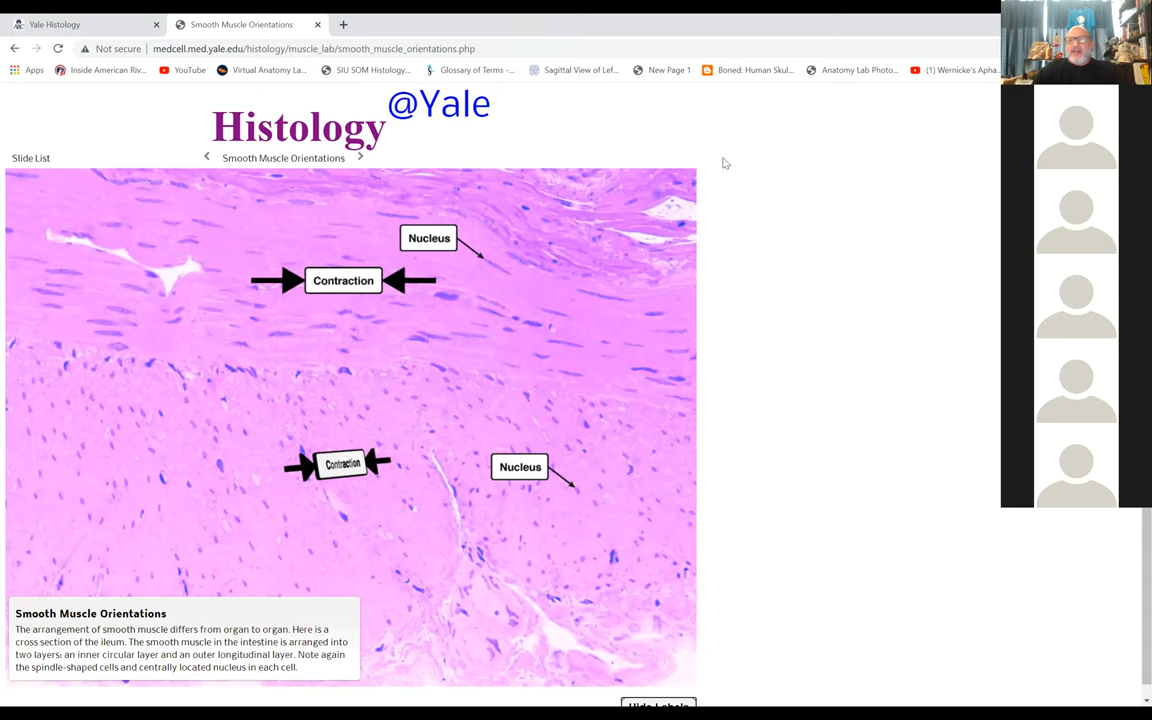 Yale Histology
Smooth Muscle Orientations
Not secure
medcell.med.yale.edu/histology/muscle_lab/smooth_muscle_orientations.php
Apps
Inside American Riv...
YouTube
Virtual Anatomy La...
SIU SOM Histology...
Glossary of Terms -...
Sagittal View of Lef...
New Page 1
Boned: Human Skul...
Anatomy Lab Photo...
(1) Wernicke's Apha...
Histology@Yale
Slide List
Smooth Muscle Orientations
Nucleus
Contraction
Contraction
Nucleus
Smooth Muscle Orientations
The arrangement of smooth muscle differs from organ to organ. Here is a
cross section of the ileum. The smooth muscle in the intestine is arranged into
two layers: an inner circular layer and an outer longitudinal layer. Note again
the spindle-shaped cells and centrally located nucleus in each cell.
Hide Labels